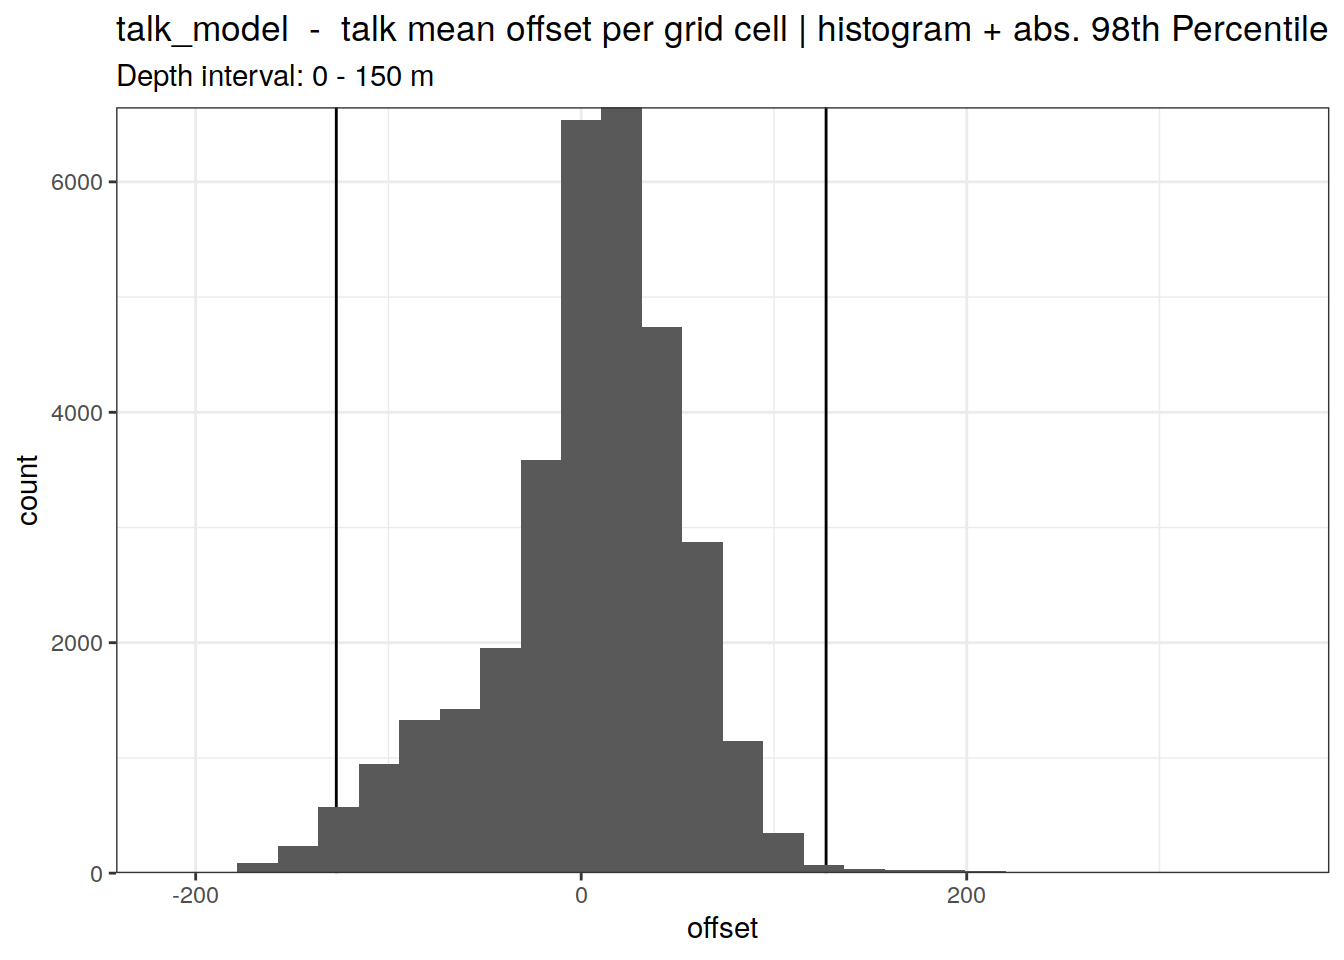 talk_model  -  talk mean offset per grid cell | histogram + abs. 98th Percentile
Depth interval: 0 - 150 m
6000
4000
2000
0
count
-200 0 200
offset